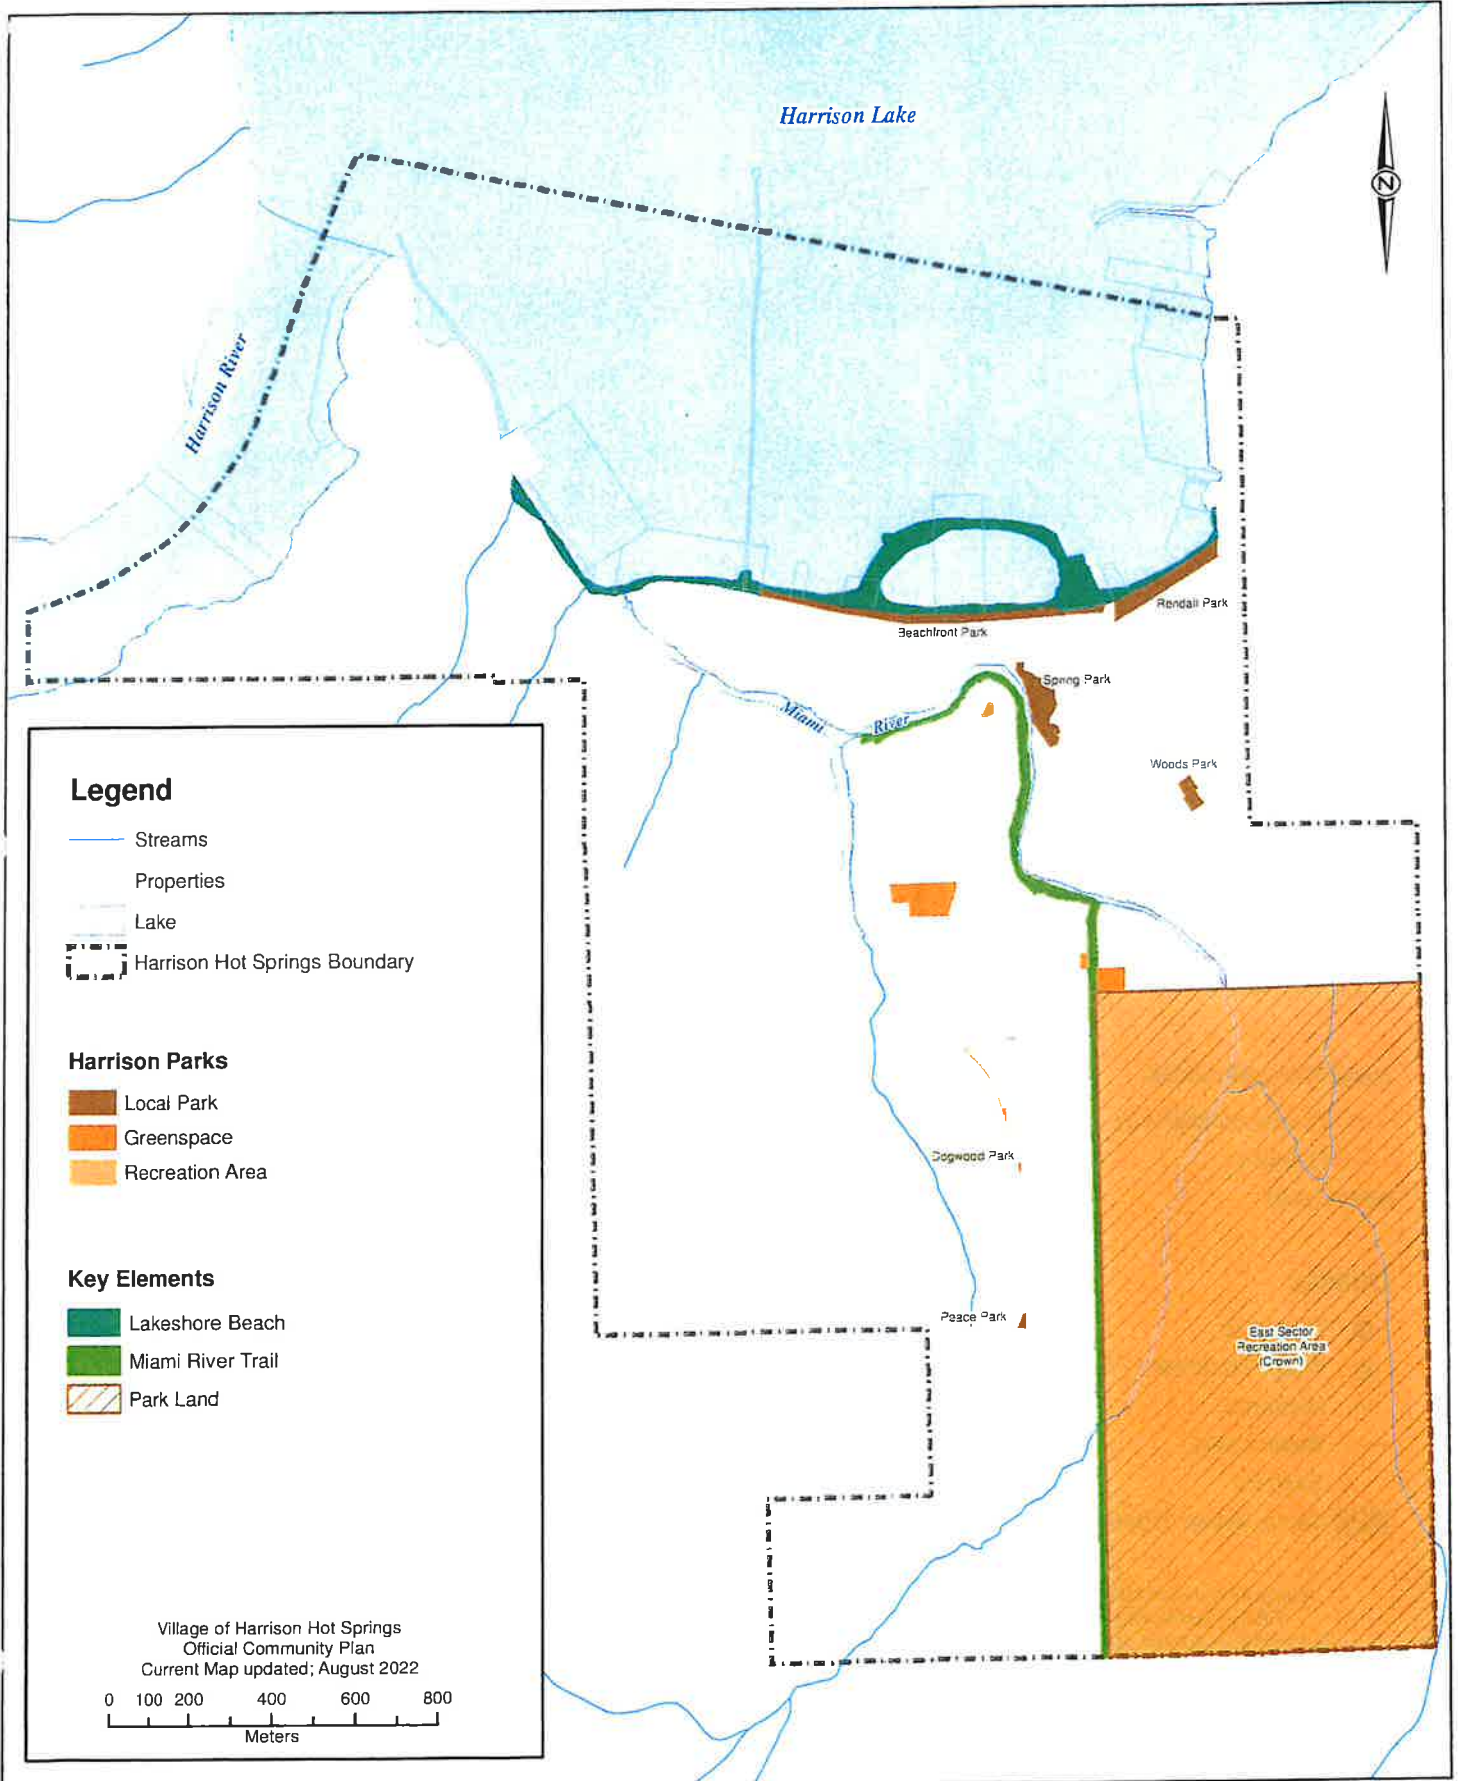 Harrison Lake
N
Harrison River
Rendall Park
Beachfront Park
Spring Park
Miami River
Woods Park
Legend
Streams
Properties
Lake
Harrison Hot Springs Boundary
Harrison Parks
Local Park
Greenspace
Recreation Area
Dogwood Park
Key Elements
Lakeshore Beach
Miami River Trail
Park Land
Peace Park
East Sector
Recreation Area
(Crown)
Village of Harrison Hot Springs
Official Community Plan
Current Map updated; August 2022
0 100 200 400 600 800
Meters